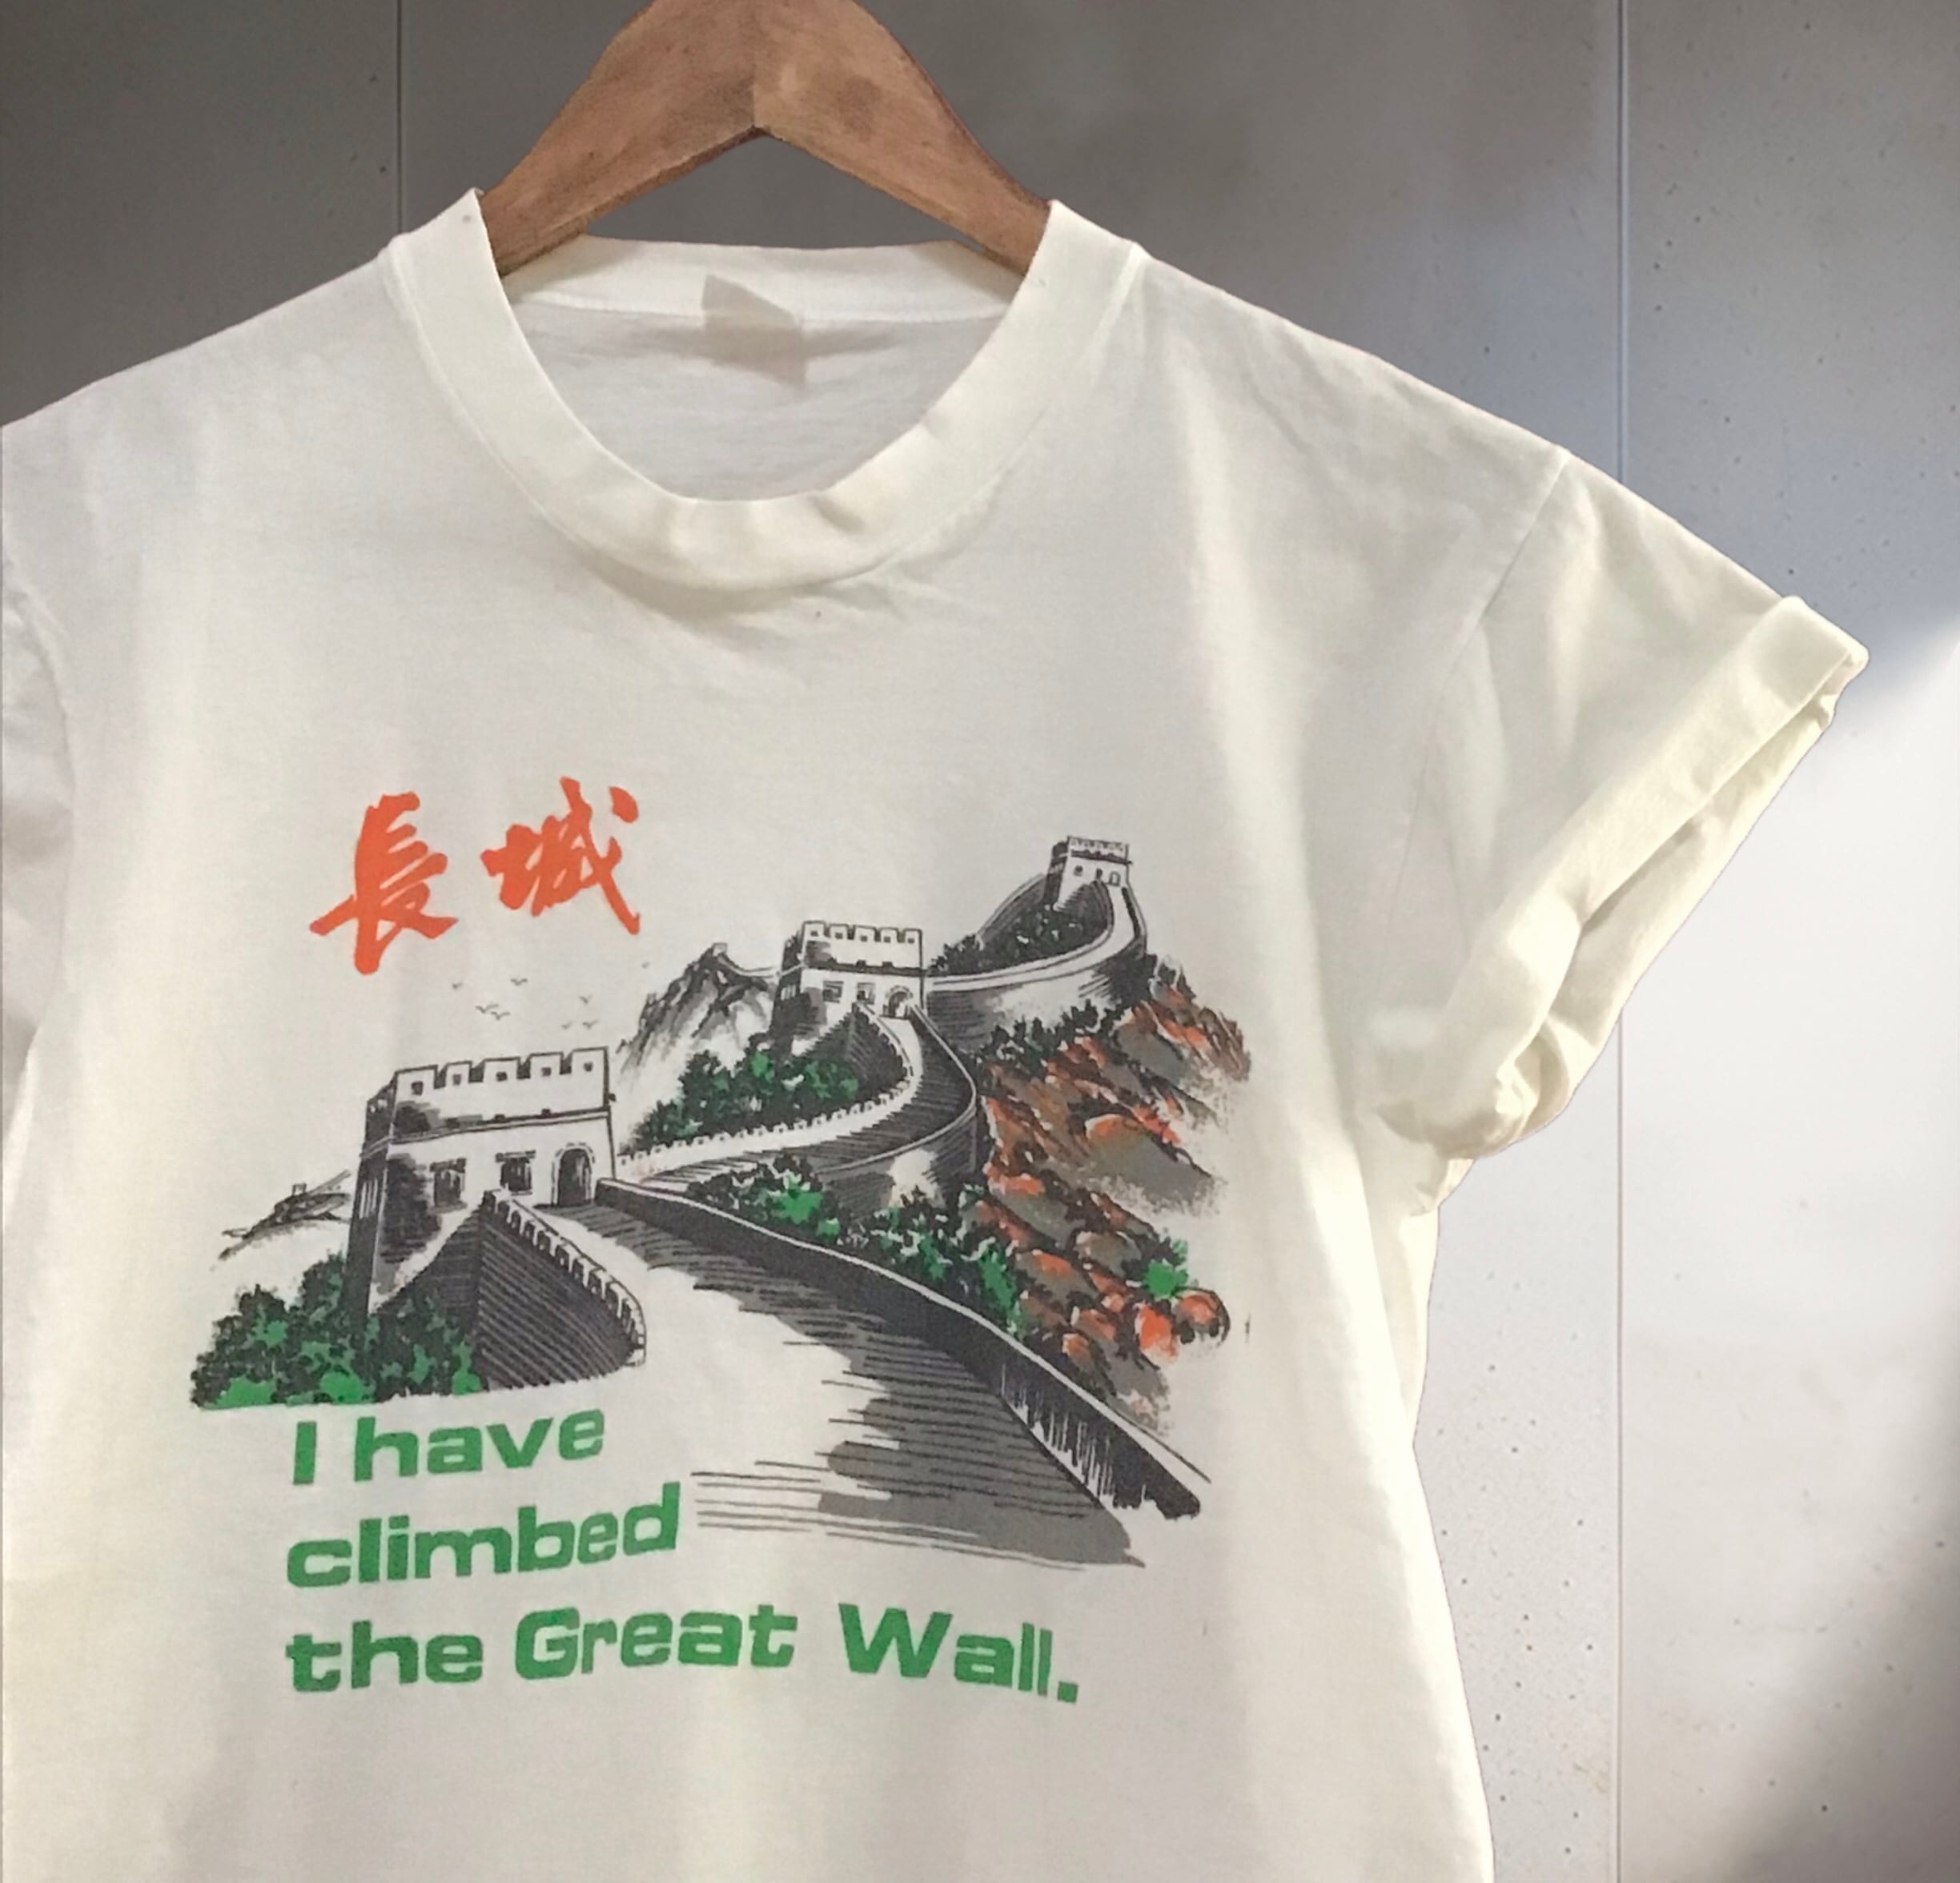 長城
I have
climbed
the Great Wall.